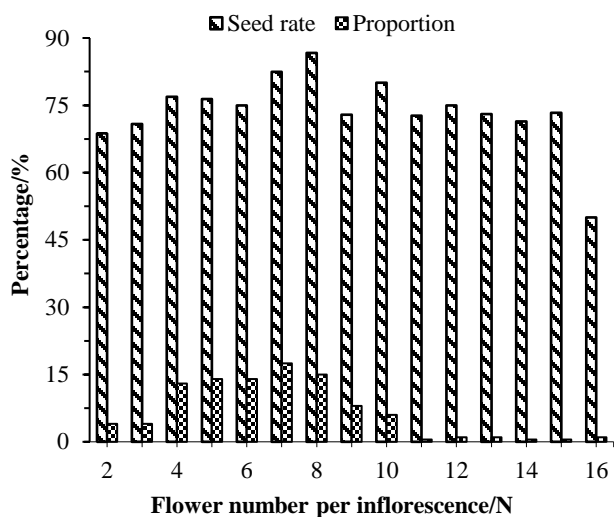 Seed rate Proportion
90
75
60
45
30
15
0
Percentage/%
2 4 6 8 10 12 14 16
Flower number per inflorescence/N